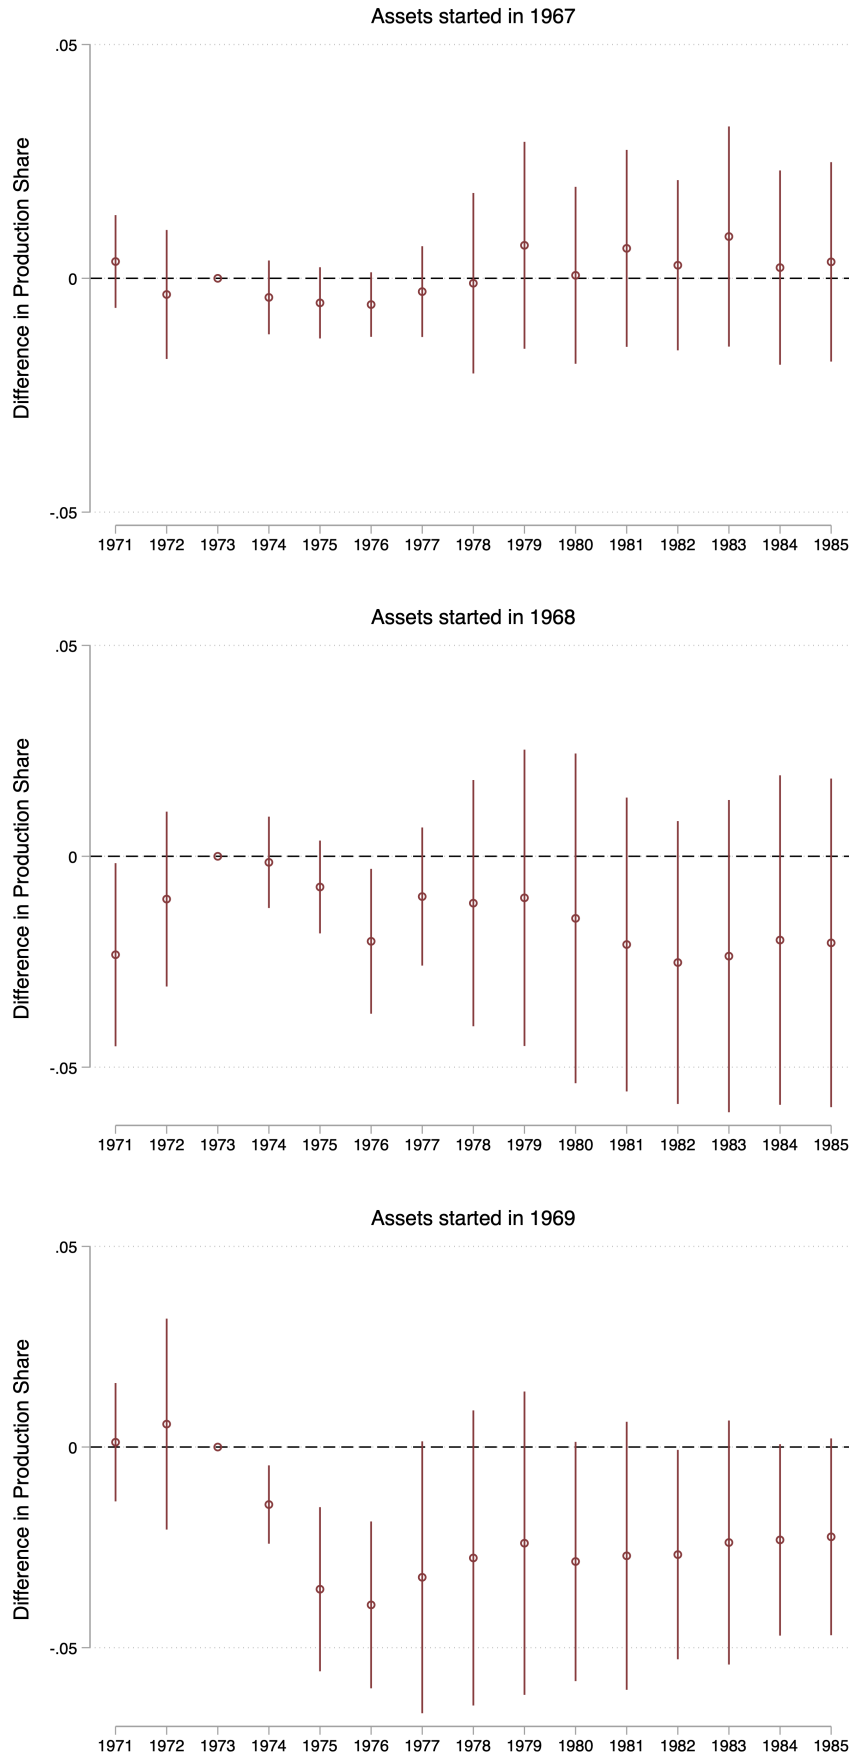 Assets started in 1967
.05
0
-.05
Difference in Production Share
1971 1972 1973 1974 1975 1976 1977 1978 1979 1980 1981 1982 1983 1984 1985
Assets started in 1968
.05
0
-.05
Difference in Production Share
1971 1972 1973 1974 1975 1976 1977 1978 1979 1980 1981 1982 1983 1984 1985
Assets started in 1969
.05
0
-.05
Difference in Production Share
1971 1972 1973 1974 1975 1976 1977 1978 1979 1980 1981 1982 1983 1984 1985